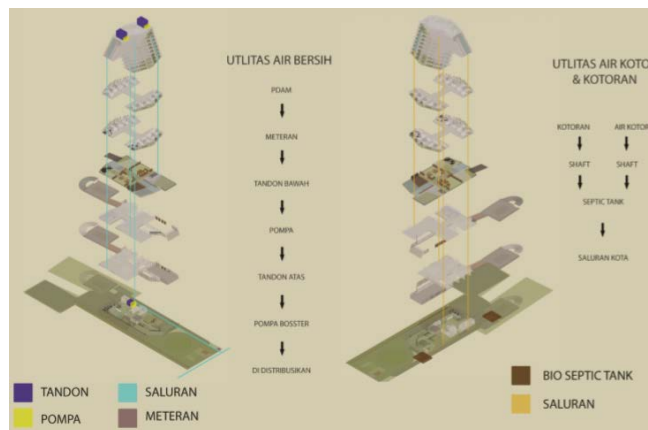 UTLITAS AIR BERSIH
PDAM
METERAN
TANDON BAWAH
POMPA
TANDON ATAS
POMPA BOSSTER
DI DISTRIBUSIKAN
TANDON
SALURAN
POMPA
METERAN
UTLITAS AIR KOTO
& KOTORAN
KOTORAN AIR KOTOR
SHAFT SHAFT
SEPTIC TANK
SALURAN KOTA
BIO SEPTIC TANK
SALURAN